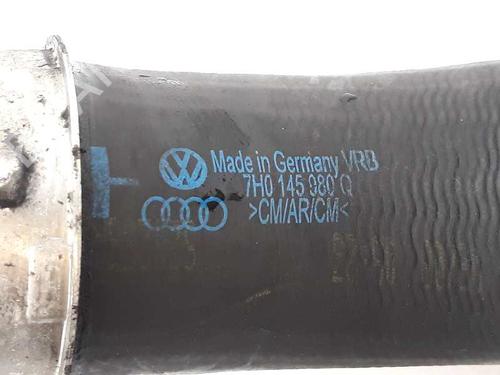 Made in Germany VRB
7H0 145 980 Q
>CM/AR/CM<